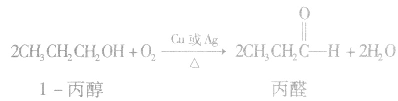 O
2CH₃CH₂CH₂OH + O₂ Cu 或 Ag △ 2CH₃CH₂C—H + 2H₂O
1-丙醇 丙醛